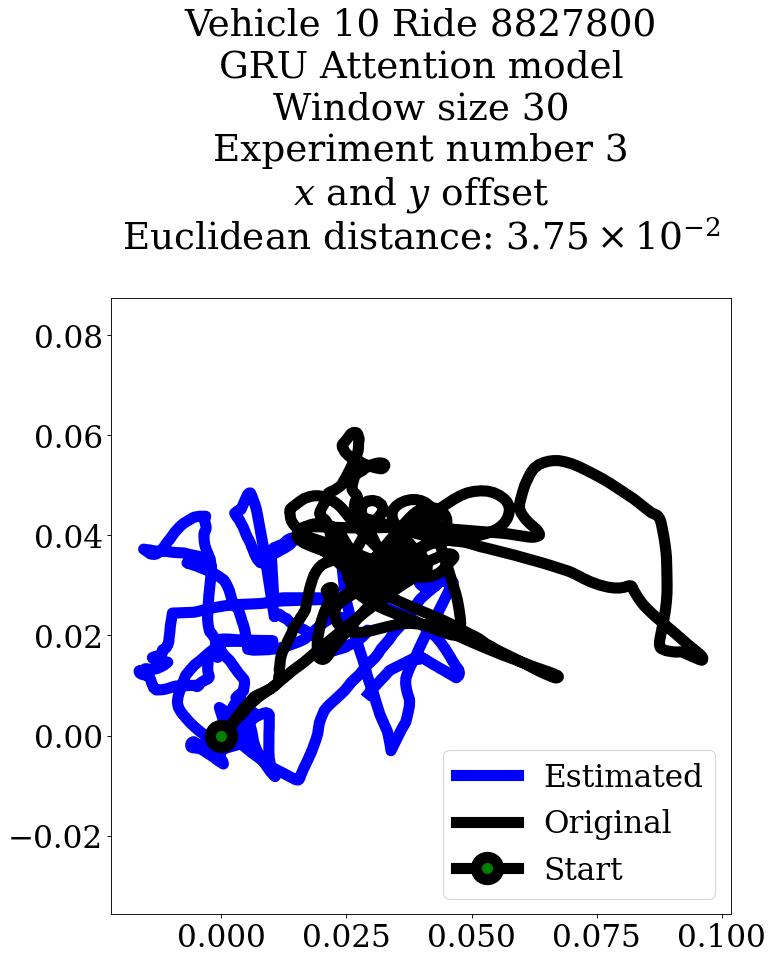 Vehicle 10 Ride 8827800
GRU Attention model
Window size 30
Experiment number 3
x and y offset
Euclidean distance: 3.75 × 10⁻²
0.08
0.06
0.04
0.02
0.00
−0.02
Estimated
Original
Start
0.000 0.025 0.050 0.075 0.100